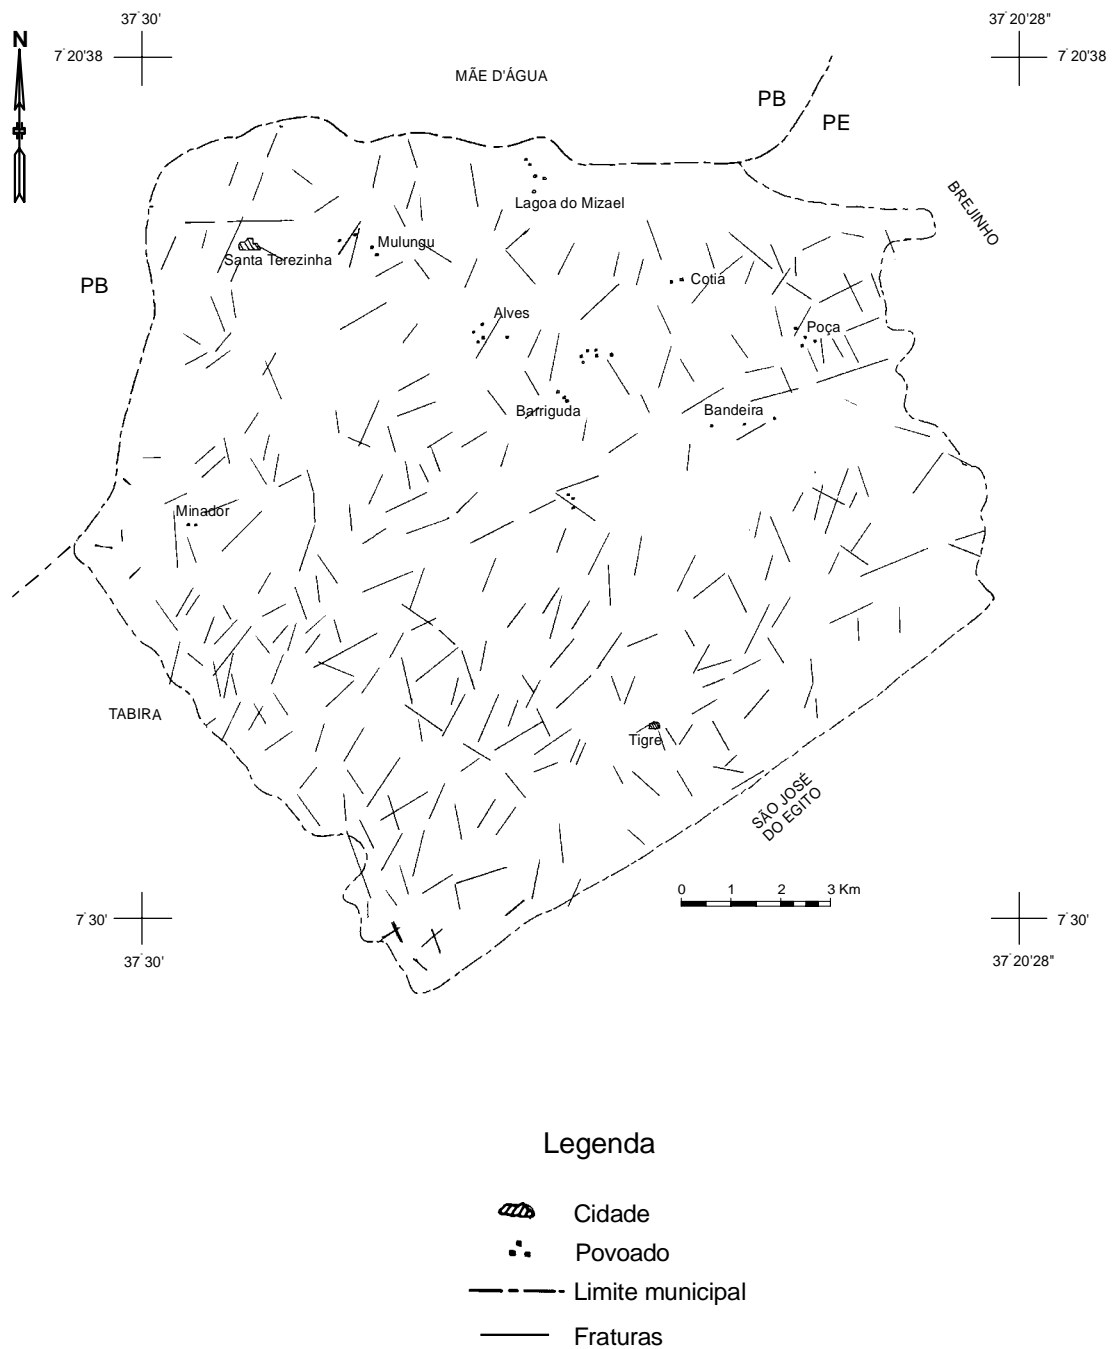 37°30'
37°20'28"
N
7°20'38
7°20'38
MÃE D'ÁGUA
PB
PE
BREJINHO
Lagoa do Mizael
Mulungu
Santa Terezinha
PB
Cotia
Alves
Poça
Barriguda
Bandeira
Minador
TABIRA
Tigre
SÃO JOSÉ
DO EGITO
0 1 2 3 Km
7°30'
7°30'
37°30'
37°20'28"
Legenda
Cidade
Povoado
Limite municipal
Fraturas